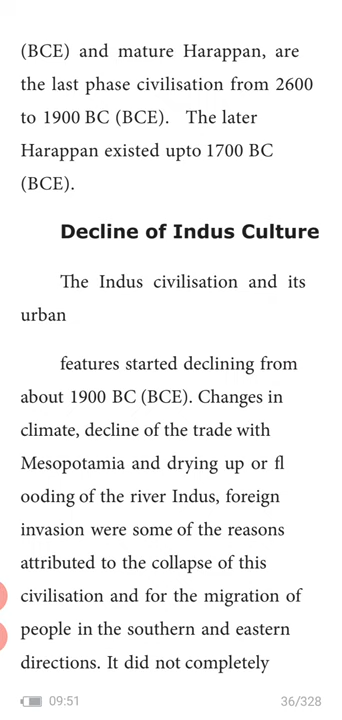 (BCE) and mature Harappan, are
the last phase civilisation from 2600
to 1900 BC (BCE). The later
Harappan existed upto 1700 BC
(BCE).
Decline of Indus Culture
The Indus civilisation and its
urban
features started declining from
about 1900 BC (BCE). Changes in
climate, decline of the trade with
Mesopotamia and drying up or fl
ooding of the river Indus, foreign
invasion were some of the reasons
attributed to the collapse of this
civilisation and for the migration of
people in the southern and eastern
directions. It did not completely
09:51 36/328